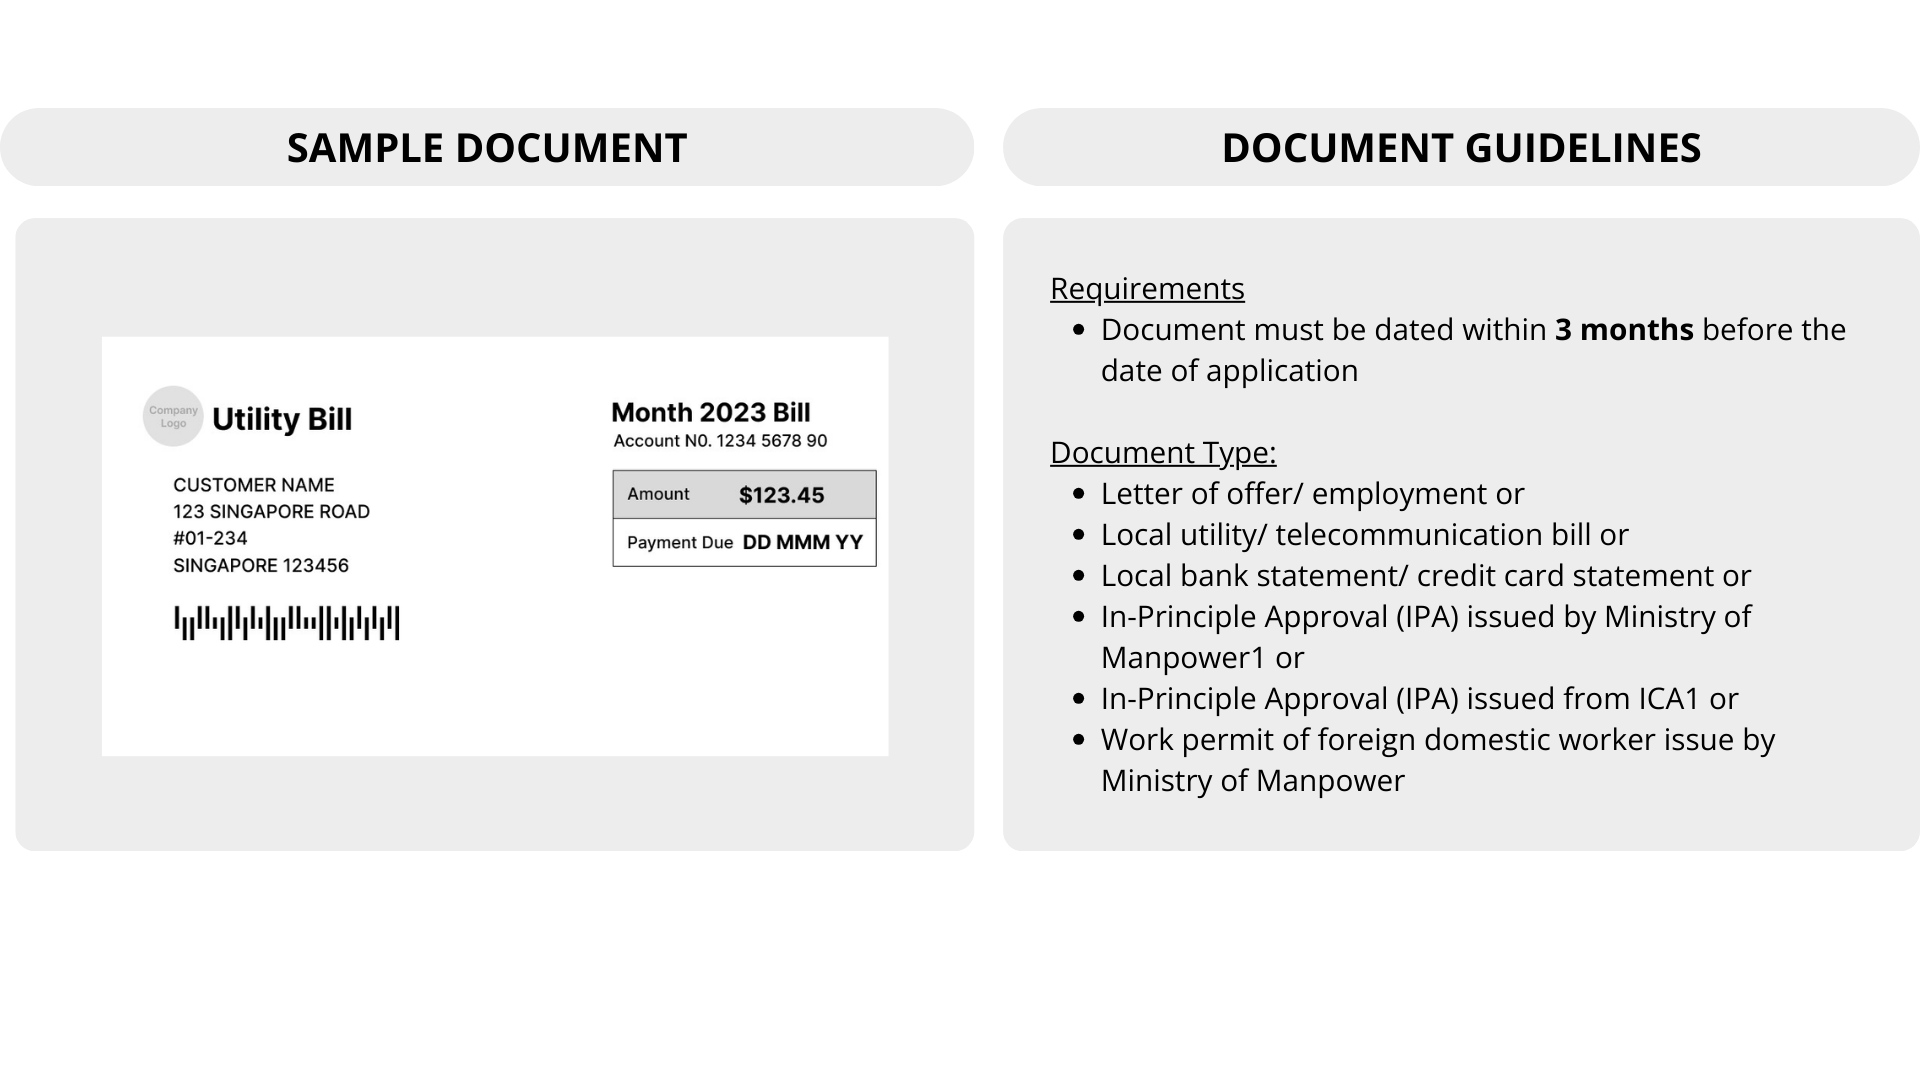 SAMPLE DOCUMENT
Company
Logo
Utility Bill
CUSTOMER NAME
123 SINGAPORE ROAD
#01-234
SINGAPORE 123456
Month 2023 Bill
Account N0. 1234 5678 90
Amount $123.45
Payment Due DD MMM YY
DOCUMENT GUIDELINES
Requirements
• Document must be dated within 3 months before the
date of application
Document Type:
• Letter of offer/ employment or
• Local utility/ telecommunication bill or
• Local bank statement/ credit card statement or
• In-Principle Approval (IPA) issued by Ministry of
Manpower1 or
• In-Principle Approval (IPA) issued from ICA1 or
• Work permit of foreign domestic worker issue by
Ministry of Manpower